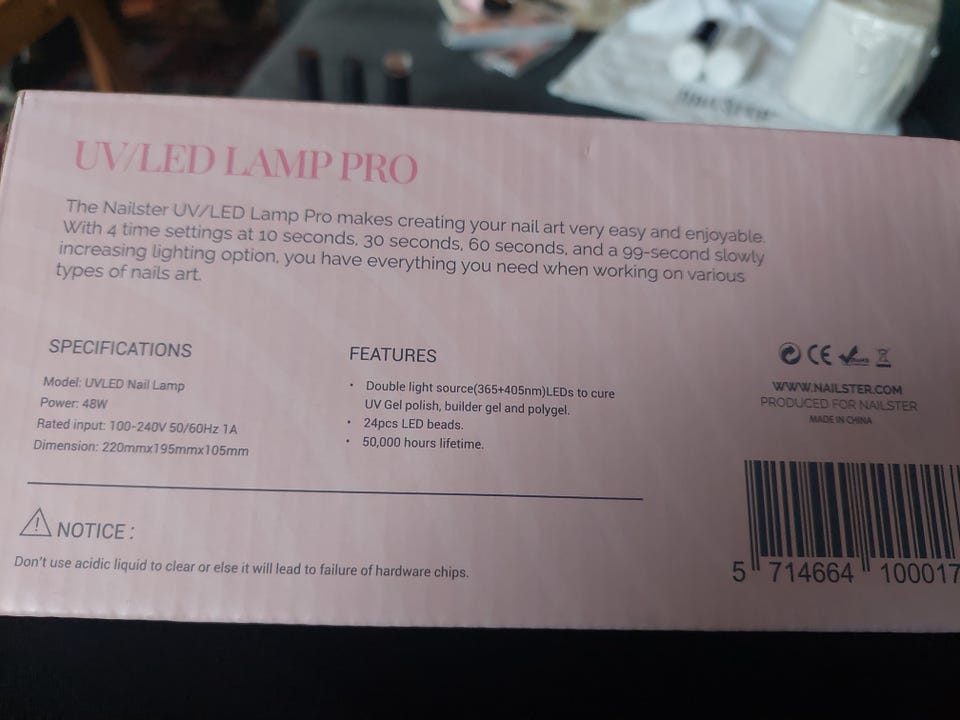 UV/LED LAMP PRO
The Nailster UV/LED Lamp Pro makes creating your nail art very easy and enjoyable.
With 4 time settings at 10 seconds, 30 seconds, 60 seconds, and a 99-second slowly
increasing lighting option, you have everything you need when working on various
types of nails art.
SPECIFICATIONS
Model: UVLED Nail Lamp
Power: 48W
Rated input: 100-240V 50/60Hz 1A
Dimension: 220mmx195mmx105mm
FEATURES
• Double light source(365+405nm)LEDs to cure
UV Gel polish, builder gel and polygel.
• 24pcs LED beads.
• 50,000 hours lifetime.
CE
WWW.NAILSTER.COM
PRODUCED FOR NAILSTER
MADE IN CHINA
5 714664 100017
NOTICE :
Don't use acidic liquid to clear or else it will lead to failure of hardware chips.